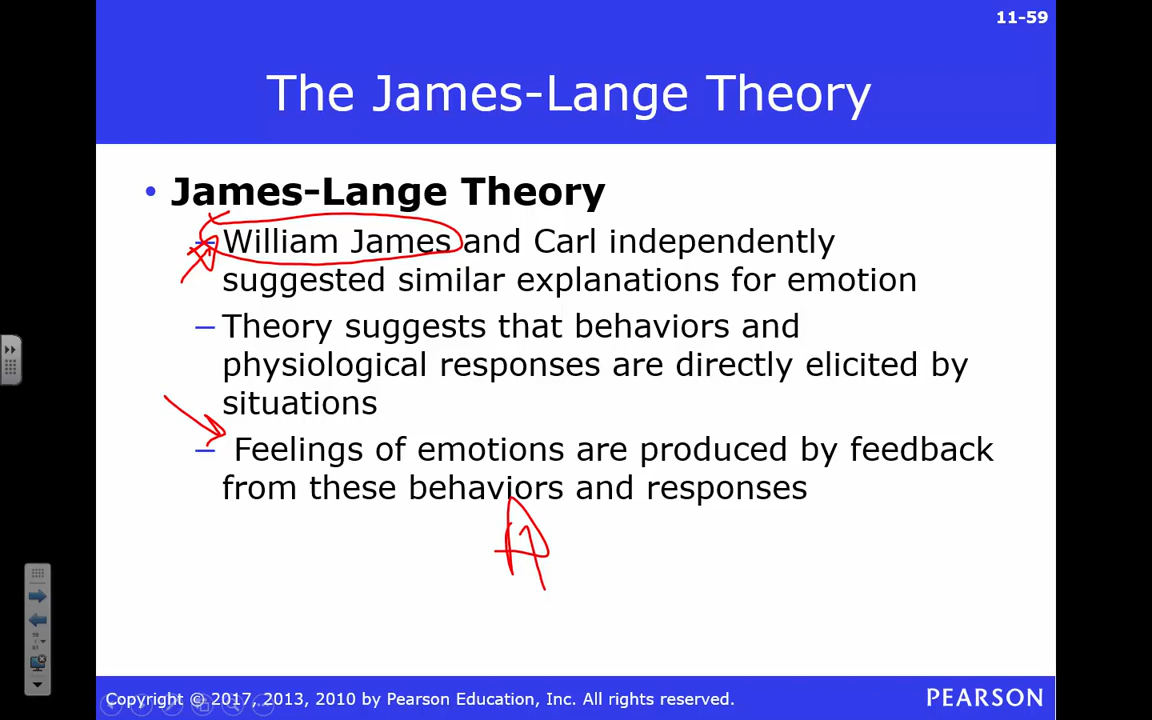 11-59
The James-Lange Theory
• James-Lange Theory
– William James and Carl independently
suggested similar explanations for emotion
– Theory suggests that behaviors and
physiological responses are directly elicited by
situations
– Feelings of emotions are produced by feedback
from these behaviors and responses
Copyright © 2017, 2013, 2010 by Pearson Education, Inc. All rights reserved.
PEARSON